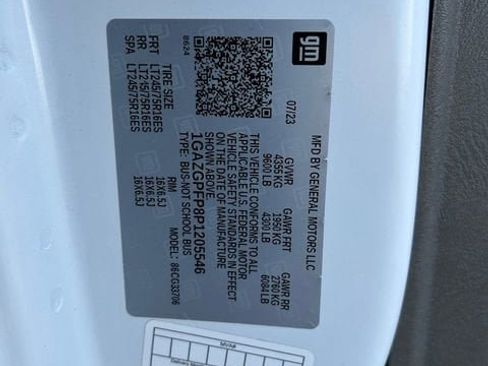 gm
MFD BY GENERAL MOTORS LLC
07/23
GVWR GAWR FRT GAWR RR
4355 KG 1950 KG 2760 KG
9600 LB 4300 LB 6084 LB
THIS VEHICLE CONFORMS TO ALL
APPLICABLE U.S. FEDERAL MOTOR
VEHICLE SAFETY STANDARDS IN EFFECT
ON THE DATE OF MANUFACTURE
SHOWN ABOVE.
1GAZGPFP8P1205546
TYPE: BUS-NOT SCHOOL BUS MODEL: 86CG33706
TIRE SIZE RIM
FRT LT245/75R16ES 16X6.5J
RR LT245/75R16ES 16X6.5J
SPA LT245/75R16ES 16X6.5J
8624
MVA#